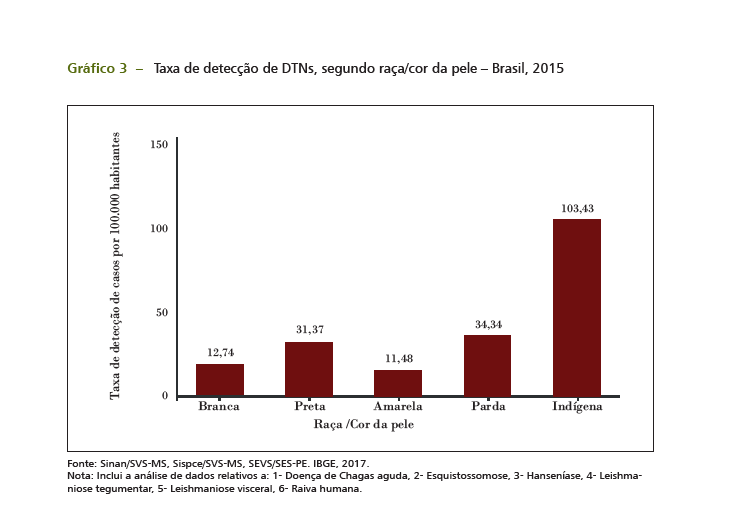 Gráfico 3 – Taxa de detecção de DTNs, segundo raça/cor da pele – Brasil, 2015
Taxa de detecção de casos por 100.000 habitantes
150
100
50
0
12,74
31,37
11,48
34,34
103,43
Branca
Preta
Amarela
Parda
Indígena
Raça /Cor da pele
Fonte: Sinan/SVS-MS, Sispce/SVS-MS, SEVS/SES-PE. IBGE, 2017.
Nota: Inclui a análise de dados relativos a: 1- Doença de Chagas aguda, 2- Esquistossomose, 3- Hanseníase, 4- Leishma-
niose tegumentar, 5- Leishmaniose visceral, 6- Raiva humana.